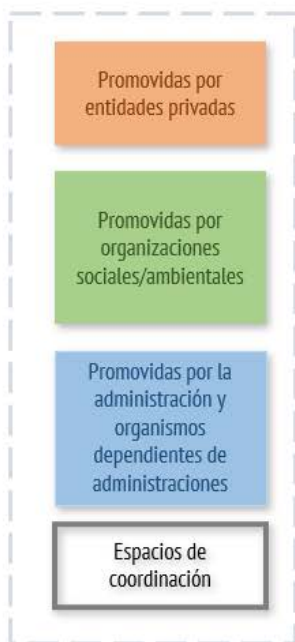 Promovidas por
entidades privadas
Promovidas por
organizaciones
sociales/ambientales
Promovidas por la
administración y
organismos
dependientes de
administraciones
Espacios de
coordinación